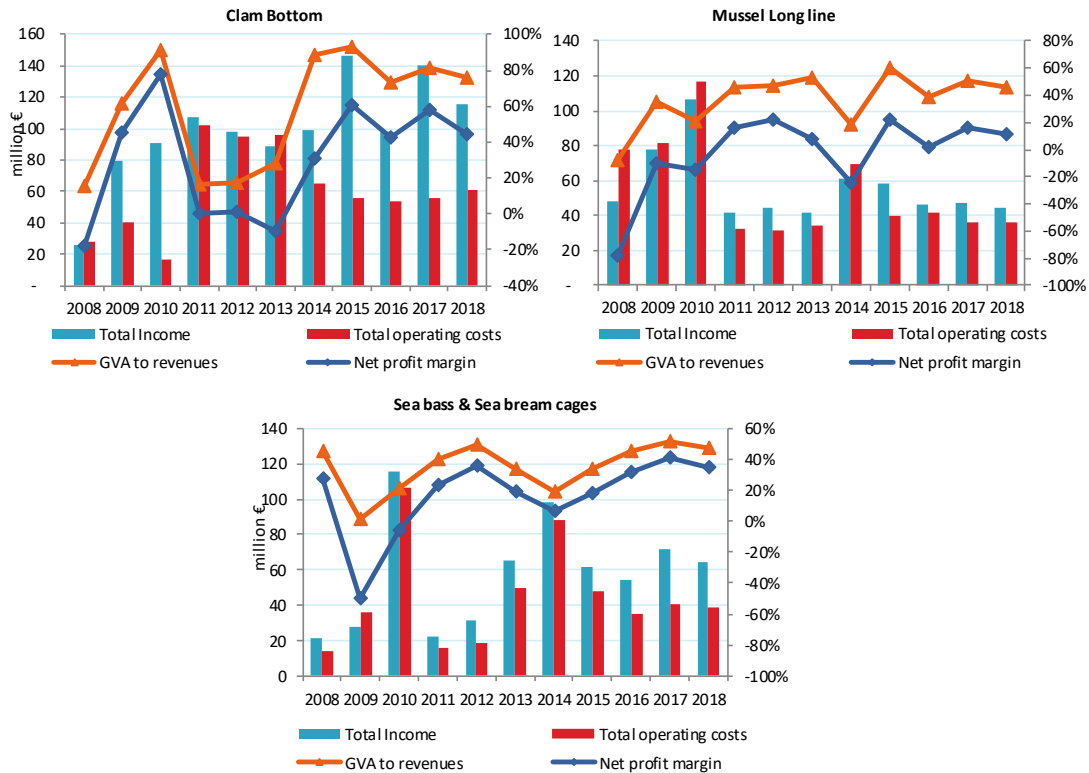 Clam Bottom
160
140
120
100
80
60
40
20
-
million €
100%
80%
60%
40%
20%
0%
-20%
-40%
2008 2009 2010 2011 2012 2013 2014 2015 2016 2017 2018
Total Income
Total operating costs
GVA to revenues
Net profit margin
Mussel Long line
140
120
100
80
60
40
20
-
80%
60%
40%
20%
0%
-20%
-40%
-60%
-80%
-100%
2008 2009 2010 2011 2012 2013 2014 2015 2016 2017 2018
Total Income
Total operating costs
GVA to revenues
Net profit margin
Sea bass & Sea bream cages
140
120
100
80
60
40
20
0
million €
60%
40%
20%
0%
-20%
-40%
-60%
-80%
-100%
2008 2009 2010 2011 2012 2013 2014 2015 2016 2017 2018
Total Income
Total operating costs
GVA to revenues
Net profit margin